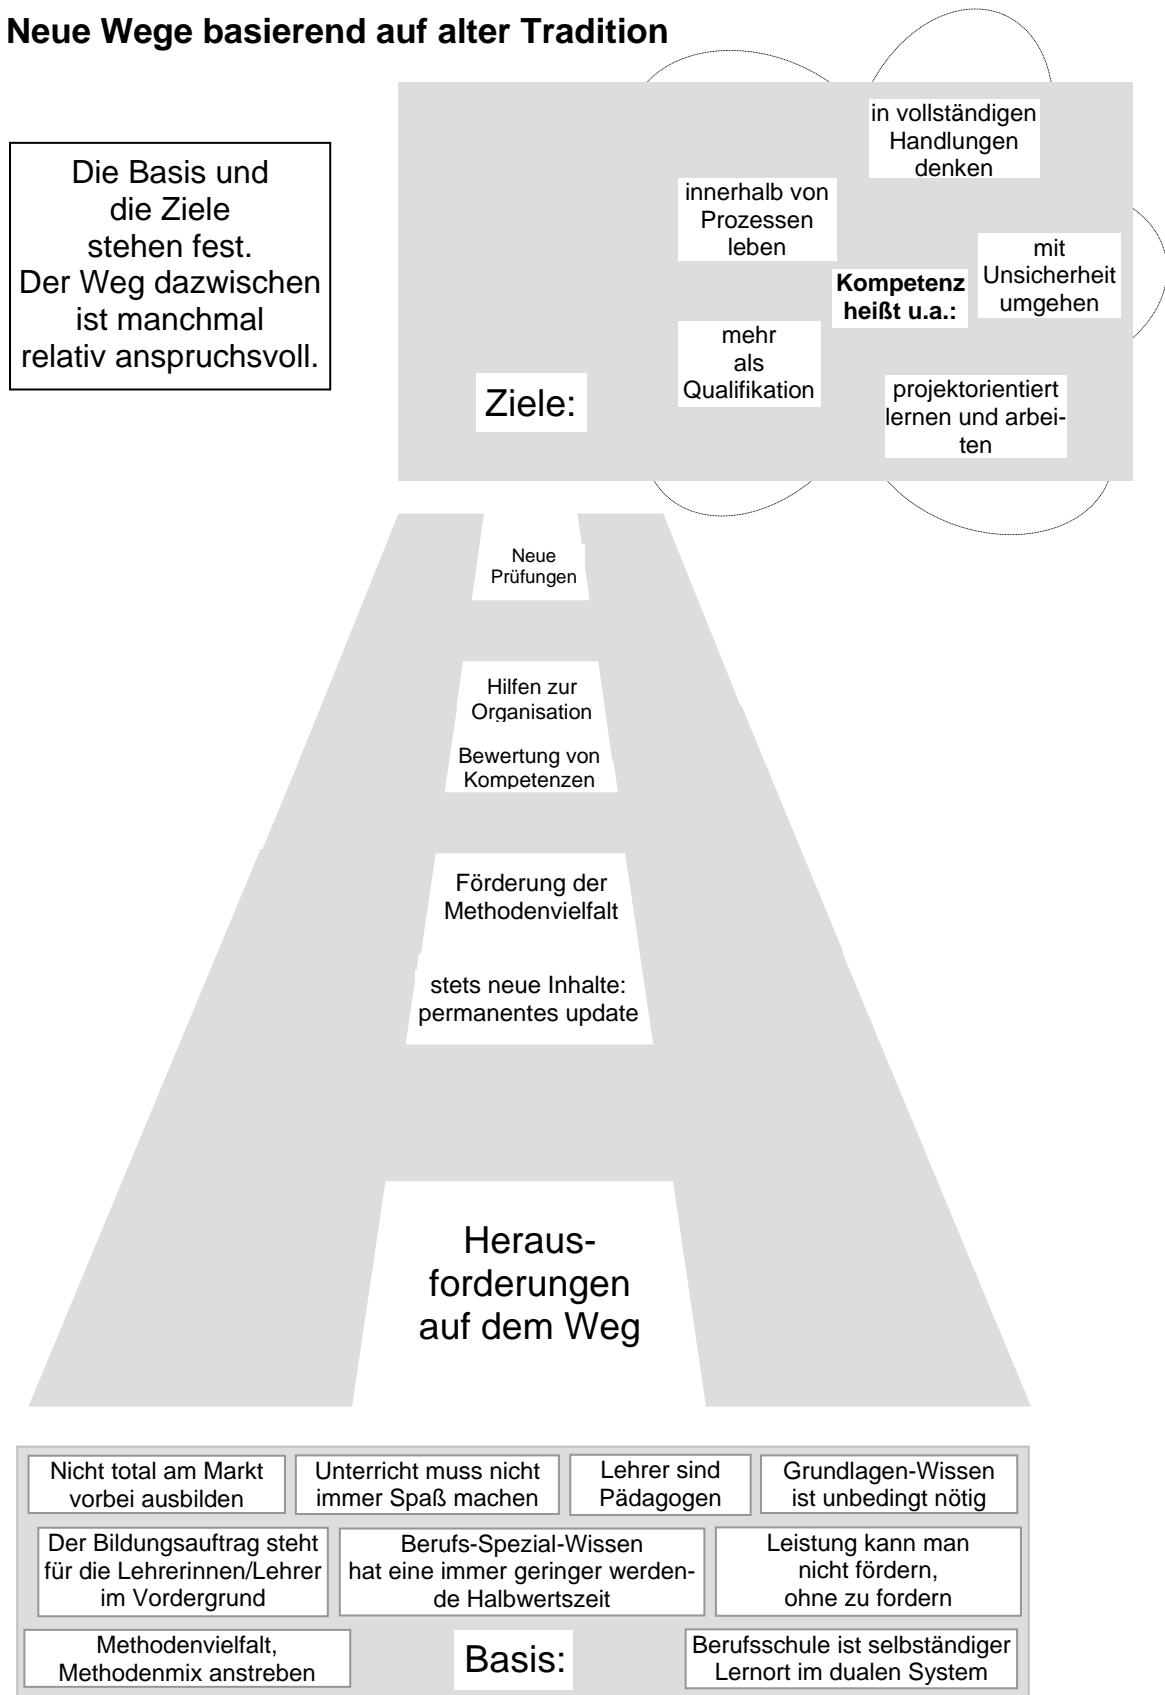 Neue Wege basierend auf alter Tradition
Die Basis und
die Ziele
stehen fest.
Der Weg dazwischen
ist manchmal
relativ anspruchsvoll.
in vollständigen
Handlungen
denken
innerhalb von
Prozessen
leben
mit
Unsicherheit
umgehen
Kompetenz
heißt u.a.:
mehr
als
Qualifikation
Ziele:
projektorientiert
lernen und arbei-
ten
Neue
Prüfungen
Hilfen zur
Organisation
Bewertung von
Kompetenzen
Förderung der
Methodenvielfalt
stets neue Inhalte:
permanentes update
Heraus-
forderungen
auf dem Weg
Nicht total am Markt
vorbei ausbilden
Unterricht muss nicht
immer Spaß machen
Lehrer sind
Pädagogen
Grundlagen-Wissen
ist unbedingt nötig
Der Bildungsauftrag steht
für die Lehrerinnen/Lehrer
im Vordergrund
Berufs-Spezial-Wissen
hat eine immer geringer werden-
de Halbwertszeit
Leistung kann man
nicht fördern,
ohne zu fordern
Methodenvielfalt,
Methodenmix anstreben
Basis:
Berufsschule ist selbständiger
Lernort im dualen System